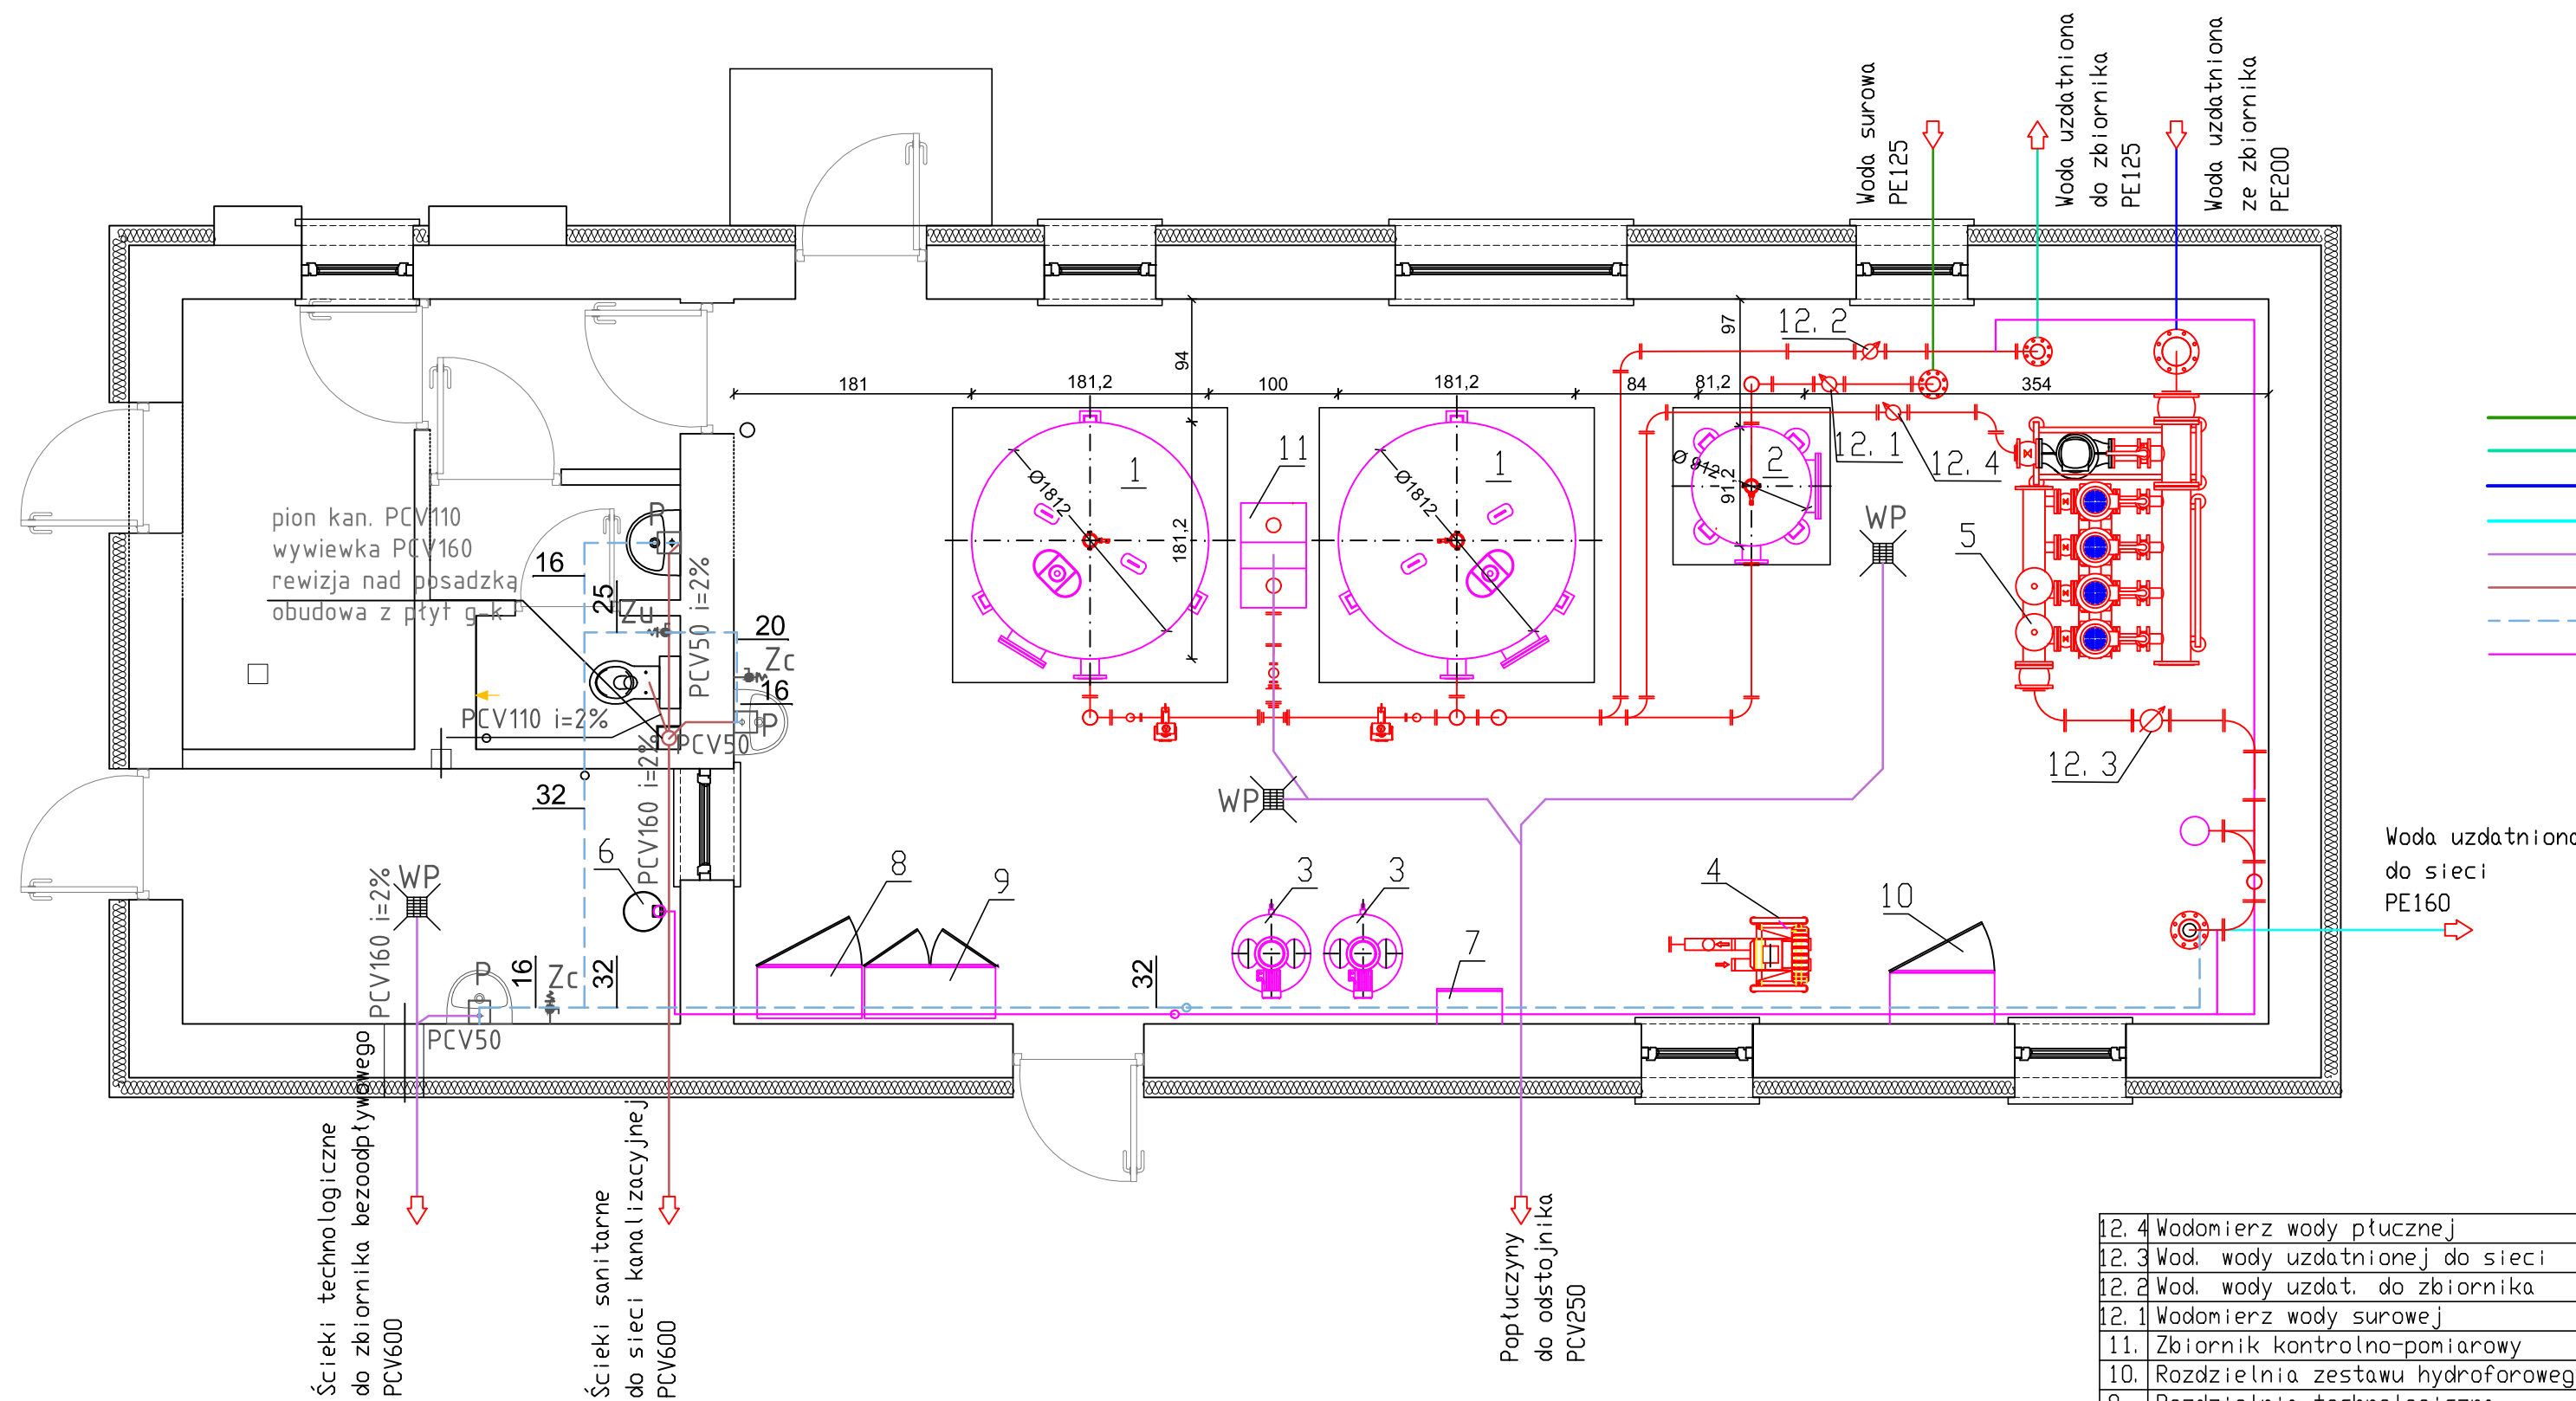 Woda surowa
PE125
Woda uzdatniona
do zbiornika
PE125
Woda uzdatniona
ze zbiornika
PE200
12. 2
97
94
181
181,2
100
181,2
84
81,2
354
1
11
1
2
12. 1
12. 4
Ø1812
Ø1812
Ø 912
91,2
181,2
WP
5
pion kan. PCV110
wywiewka PCV160
rewizja nad posadzką
obudowa z płyt g-k
P
16
25
Zu
PCV50 i=2%
20
Zc
16
P
PCV110 i=2%
PCV50
PCV160 i=2%
32
12. 3
WP
6
8
9
3
3
4
10
7
WP
PCV160 i=2%
P
16
Zc
32
32
PCV50
Woda uzdatniona
do sieci
PE160
Ścieki technologiczne
do zbiornika bezoodpływowego
PCV600
Ścieki sanitarne
do sieci kanalizacyjnej
PCV600
Popłuczyny
do odstojnika
PCV250
12. 4 Wodomierz wody płucznej
12. 3 Wod. wody uzdatnionej do sieci
12. 2 Wod. wody uzdat. do zbiornika
12. 1 Wodomierz wody surowej
11. Zbiornik kontrolno-pomiarowy
10. Rozdzielnia zestawu hydroforoweg